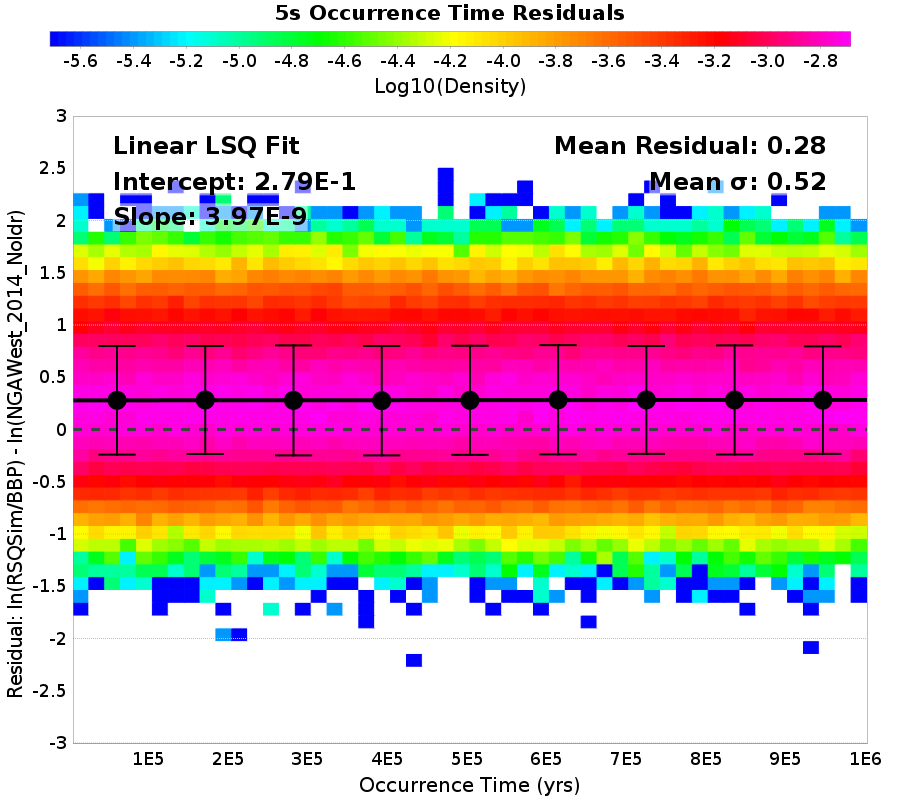 5s Occurrence Time Residuals
-5.6 -5.4 -5.2 -5.0 -4.8 -4.6 -4.4 -4.2 -4.0 -3.8 -3.6 -3.4 -3.2 -3.0 -2.8
Log10(Density)
Linear LSQ Fit
Intercept: 2.79E-1
Slope: 3.97E-9
Mean Residual: 0.28
Mean σ: 0.52
3
2.5
2
1.5
1
0.5
0
-0.5
-1
-1.5
-2
-2.5
-3
Residual: ln(RSQSim/BBP) - ln(NGAWest_2014_NoIdr)
1E5 2E5 3E5 4E5 5E5 6E5 7E5 8E5 9E5 1E6
Occurrence Time (yrs)